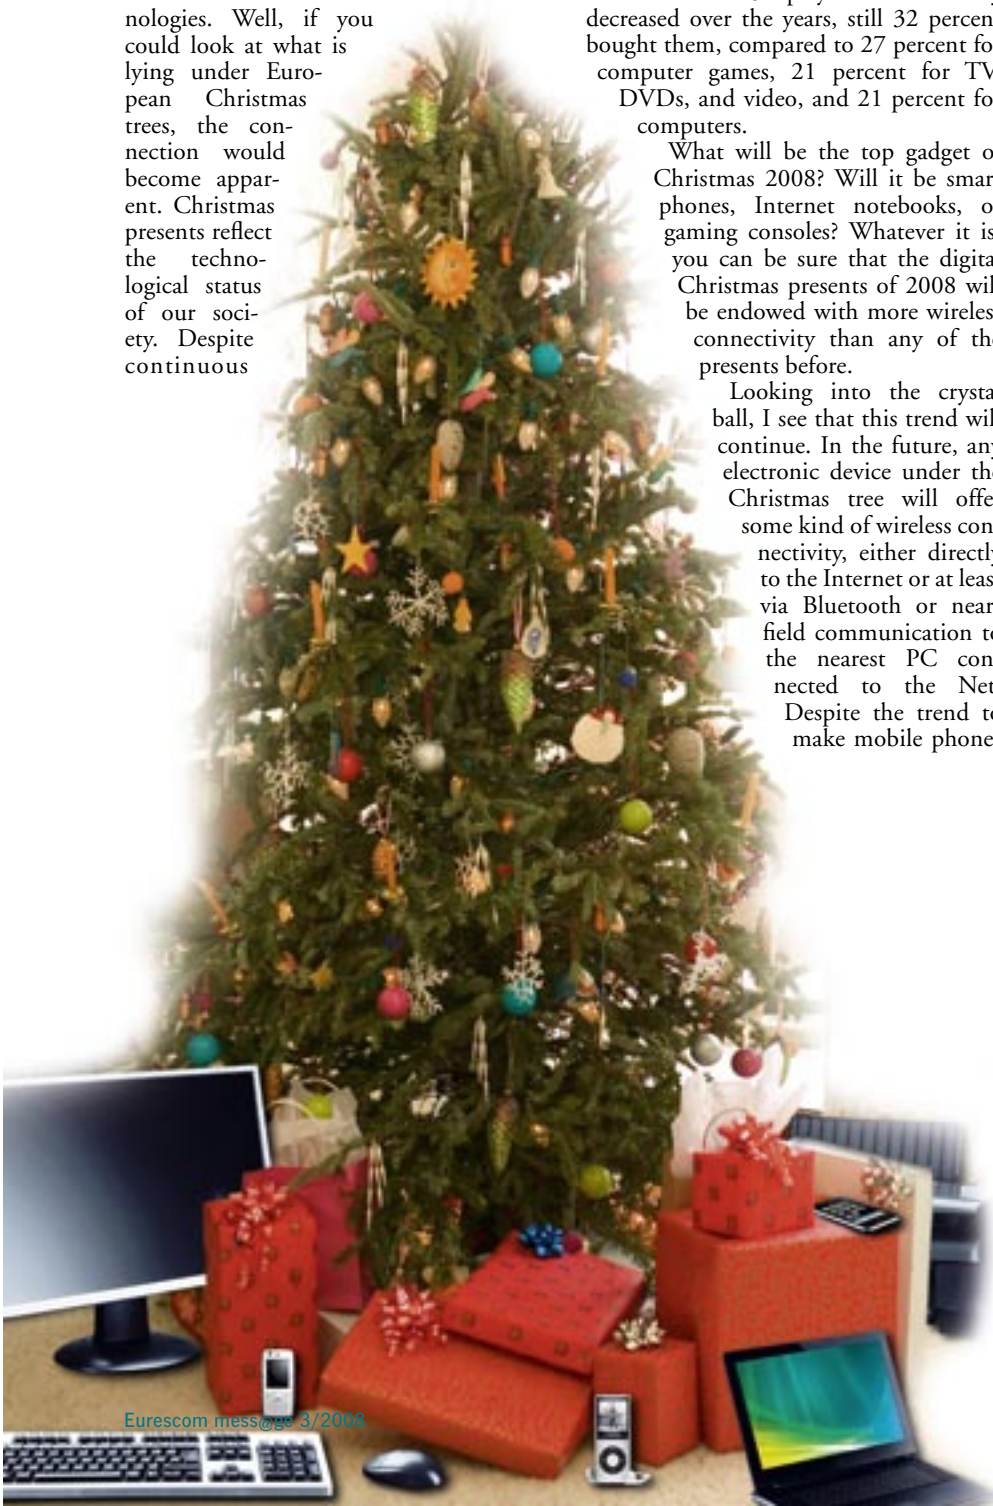 nologies. Well, if you
could look at what is
lying under Euro-
pean Christmas
trees, the con-
nection would
become appar-
ent. Christmas
presents reflect
the techno-
logical status
of our soci-
ety. Despite
continuous
decreased over the years, still 32 percen
bought them, compared to 27 percent fo
computer games, 21 percent for TV
DVDs, and video, and 21 percent fo
computers.
What will be the top gadget o
Christmas 2008? Will it be smar
phones, Internet notebooks, o
gaming consoles? Whatever it is
you can be sure that the digita
Christmas presents of 2008 wil
be endowed with more wireles
connectivity than any of the
presents before.
Looking into the crysta
ball, I see that this trend wil
continue. In the future, any
electronic device under the
Christmas tree will offe
some kind of wireless con
nectivity, either directly
to the Internet or at leas
via Bluetooth or near
field communication to
the nearest PC con
nected to the Net
Despite the trend to
make mobile phone
Eurescom mess@ge 3/2008